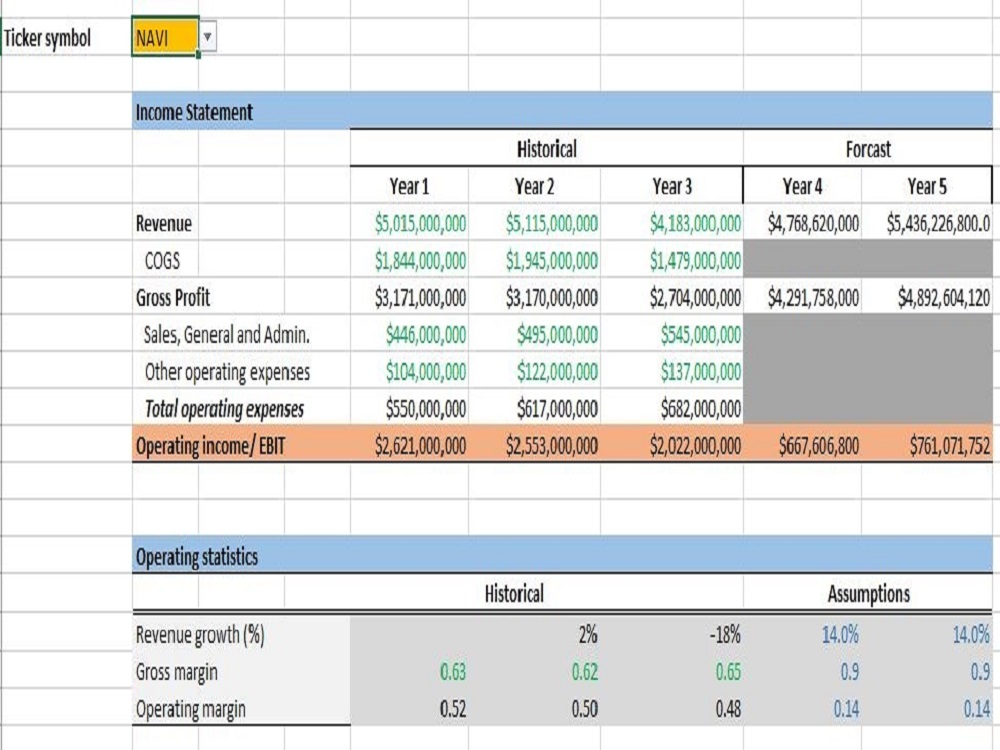 Ticker symbol NAVI
Income Statement
Historical Forcast
Year 1 Year 2 Year 3 Year 4 Year 5
Revenue $5,015,000,000 $5,115,000,000 $4,183,000,000 $4,768,620,000 $5,436,226,800.0
COGS $1,844,000,000 $1,945,000,000 $1,479,000,000
Gross Profit $3,171,000,000 $3,170,000,000 $2,704,000,000 $4,291,758,000 $4,892,604,120
Sales, General and Admin. $446,000,000 $495,000,000 $545,000,000
Other operating expenses $104,000,000 $122,000,000 $137,000,000
Total operating expenses $550,000,000 $617,000,000 $682,000,000
Operating income/ EBIT $2,621,000,000 $2,553,000,000 $2,022,000,000 $667,606,800 $761,071,752
Operating statistics
Historical Assumptions
Revenue growth (%) 2% -18% 14.0% 14.0%
Gross margin 0.63 0.62 0.65 0.9 0.9
Operating margin 0.52 0.50 0.48 0.14 0.14